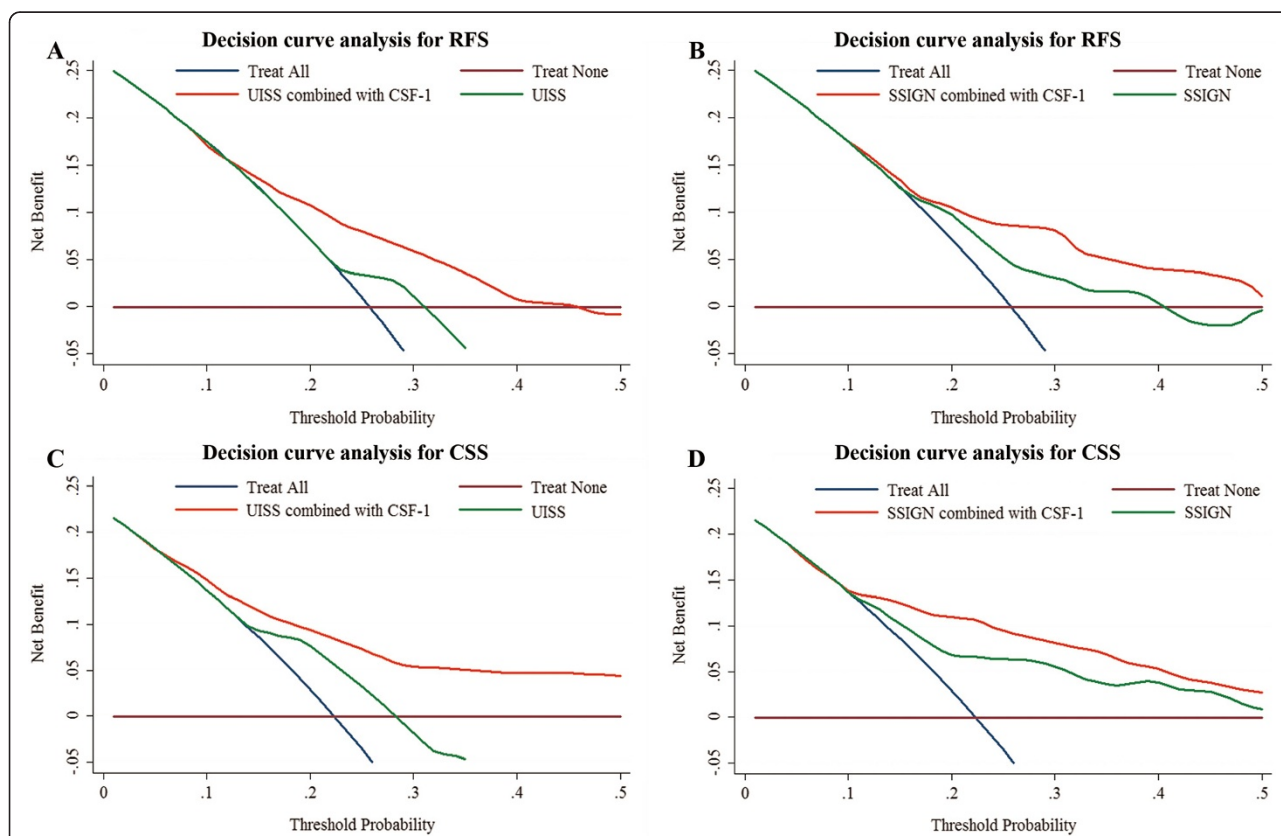 A
Decision curve analysis for RFS
Treat All
Treat None
UISS combined with CSF-1
UISS
Net Benefit
.25
.2
.15
.1
.05
0
-.05
0 .1 .2 .3 .4 .5
Threshold Probability
B
Decision curve analysis for RFS
Treat All
Treat None
SSIGN combined with CSF-1
SSIGN
Net Benefit
.25
.2
.15
.1
.05
0
-.05
0 .1 .2 .3 .4 .5
Threshold Probability
C
Decision curve analysis for CSS
Treat All
Treat None
UISS combined with CSF-1
UISS
Net Benefit
.25
.2
.15
.1
.05
0
-.05
0 .1 .2 .3 .4 .5
Threshold Probability
D
Decision curve analysis for CSS
Treat All
Treat None
SSIGN combined with CSF-1
SSIGN
Net Benefit
.25
.2
.15
.1
.05
0
-.05
0 .1 .2 .3 .4 .5
Threshold Probability